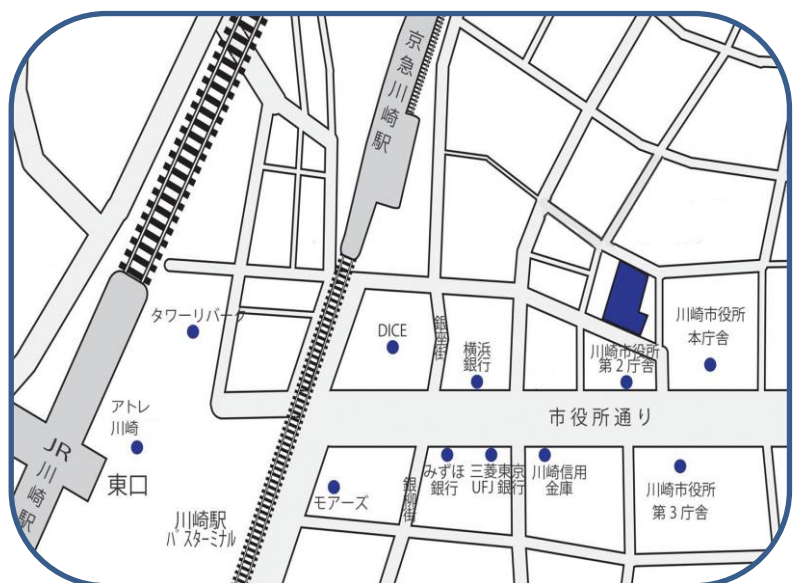 京急川崎駅
タワーリバーク
DICE
銀座街
横浜
銀行
川崎市役所
第2庁舎
川崎市役所
本庁舎
市役所通り
アトレ
川崎
JR川崎駅
東口
川崎駅
バスターミナル
モアーズ
銀柳街
みずほ
銀行
三菱東京
UFJ銀行
川崎信用
金庫
川崎市役所
第3庁舎